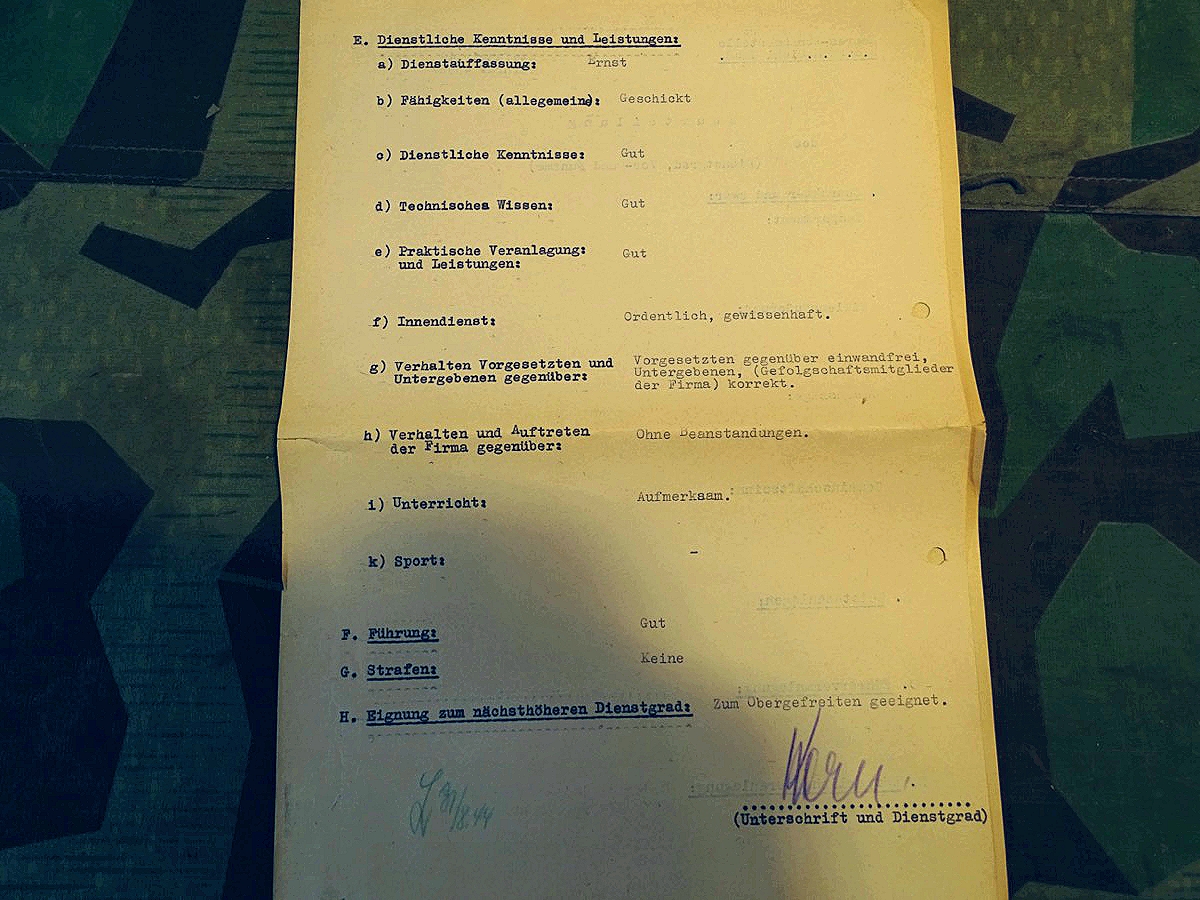 E. Dienstliche Kenntnisse und Leistungen:
a) Dienstauffassung: Ernst
b) Fähigkeiten (allgemein): Geschickt
c) Dienstliche Kenntnisse: Gut
d) Technisches Wissen: Gut
e) Praktische Veranlagung: Gut
und Leistungen:
f) Innendienst: Ordentlich, gewissenhaft.
g) Verhalten Vorgesetzten und Vorgesetzten gegenüber einwandfrei,
Untergebenen gegenüber: Untergebenen, (Gefolgschaftsmitglieder
der Firma) korrekt.
h) Verhalten und Auftreten Ohne Beanstandungen.
der Firma gegenüber:
i) Unterricht: Aufmerksam.
k) Sport: -
F. Führung: Gut
G. Strafen: Keine
H. Eignung zum nächsthöheren Dienstgrad: Zum Obergefreiten geeignet.
(Unterschrift und Dienstgrad)